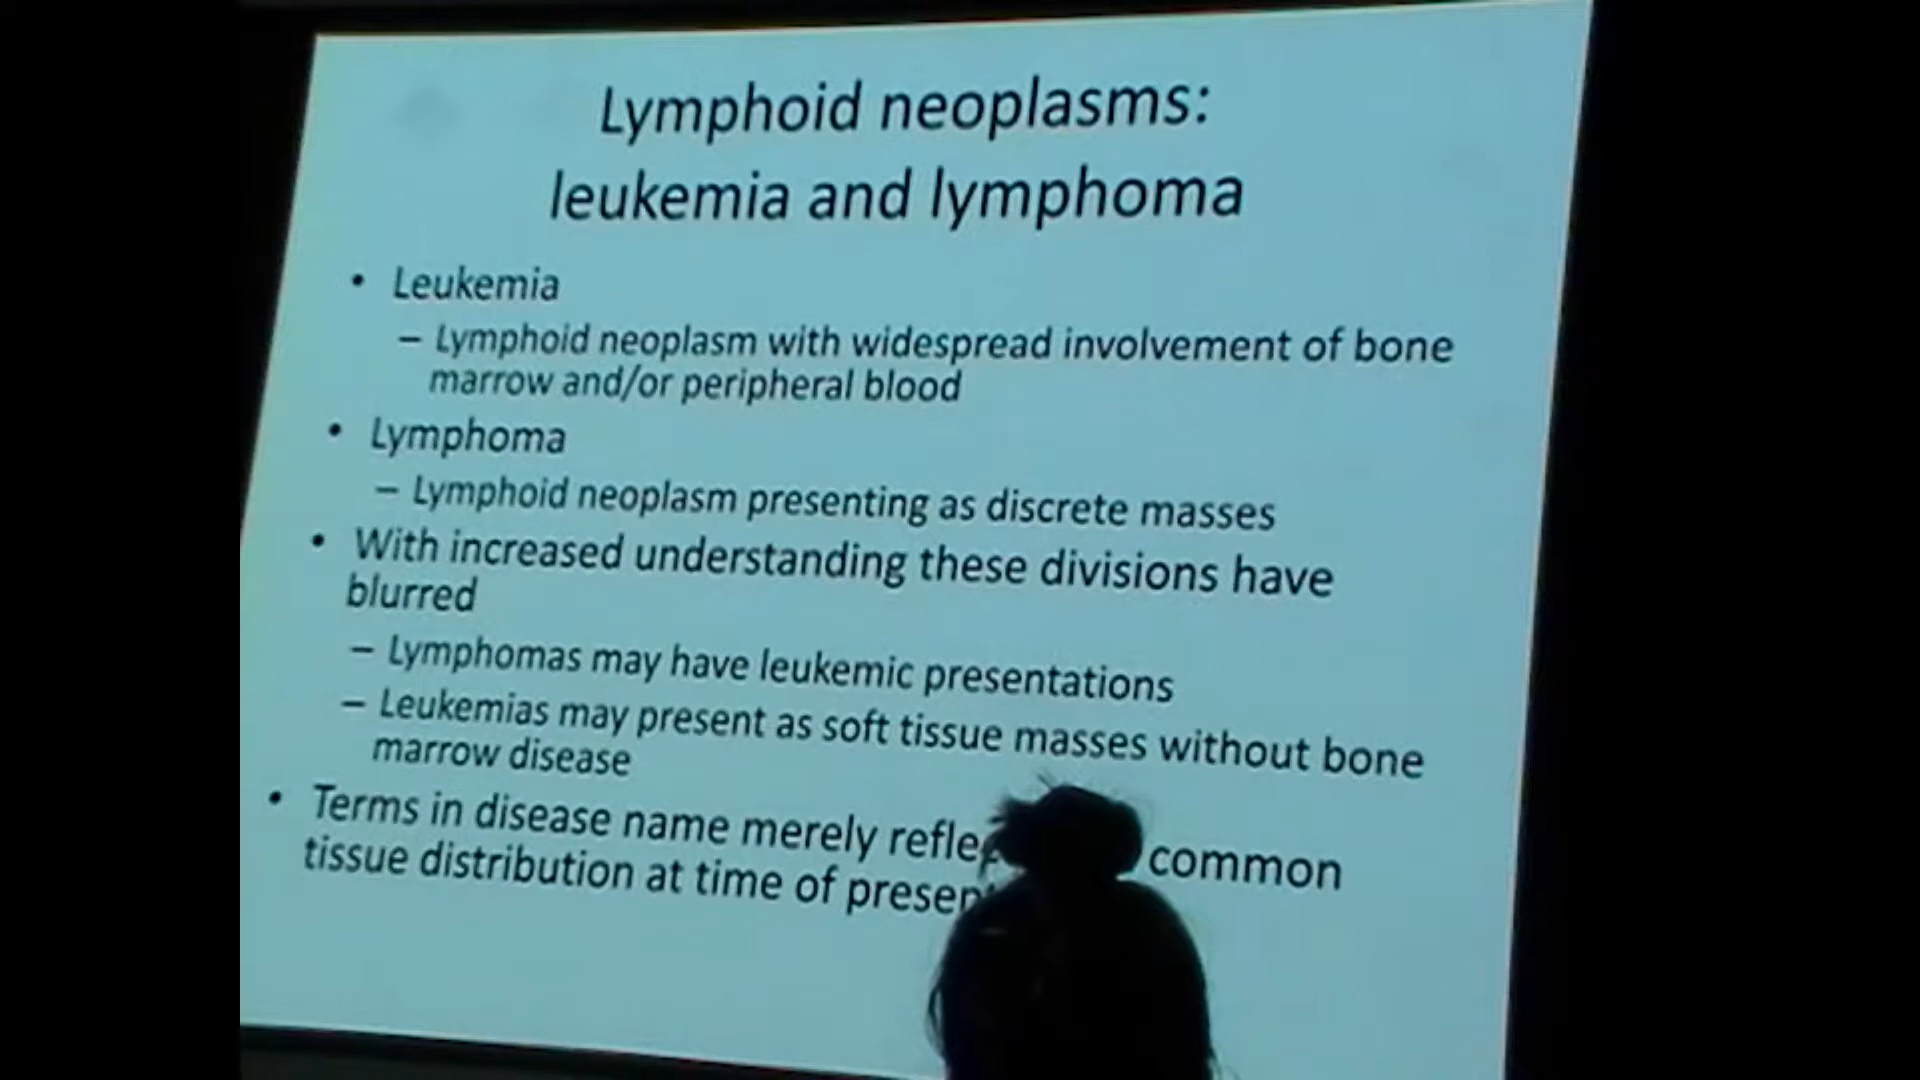 Lymphoid neoplasms:
leukemia and lymphoma
• Leukemia
– Lymphoid neoplasm with widespread involvement of bone
marrow and/or peripheral blood
• Lymphoma
– Lymphoid neoplasm presenting as discrete masses
• With increased understanding these divisions have
blurred
– Lymphomas may have leukemic presentations
– Leukemias may present as soft tissue masses without bone
marrow disease
• Terms in disease name merely common
tissue distribution at time of